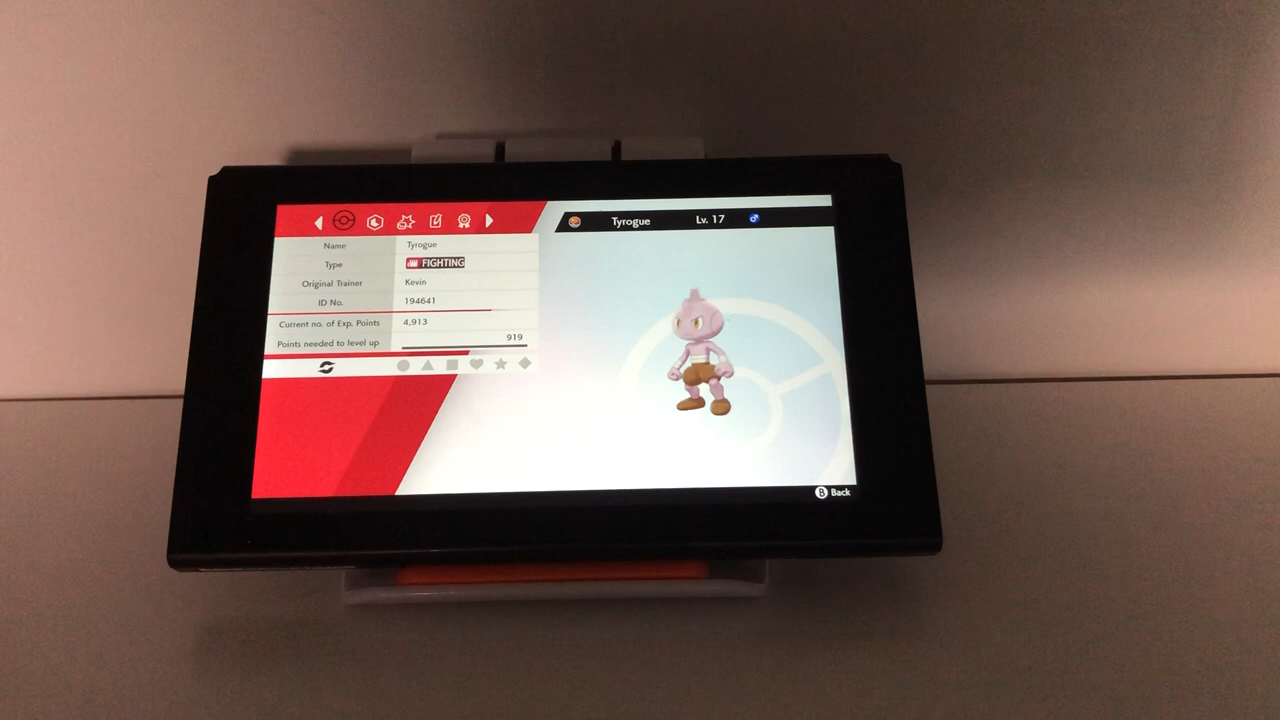 Tyrogue Lv. 17 ♂
Name Tyrogue
Type FIGHTING
Original Trainer Kevin
ID No. 194641
Current no. of Exp. Points 4,913
Points needed to level up 919
B Back